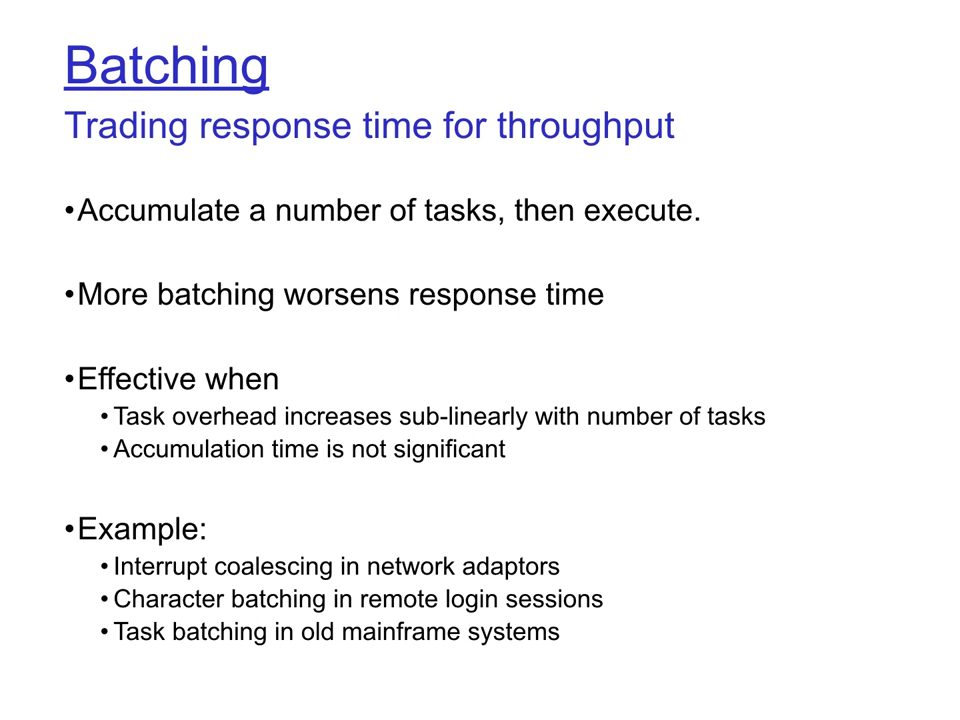 Batching
Trading response time for throughput
•Accumulate a number of tasks, then execute.
•More batching worsens response time
•Effective when
•Task overhead increases sub-linearly with number of tasks
•Accumulation time is not significant
•Example:
•Interrupt coalescing in network adaptors
•Character batching in remote login sessions
•Task batching in old mainframe systems